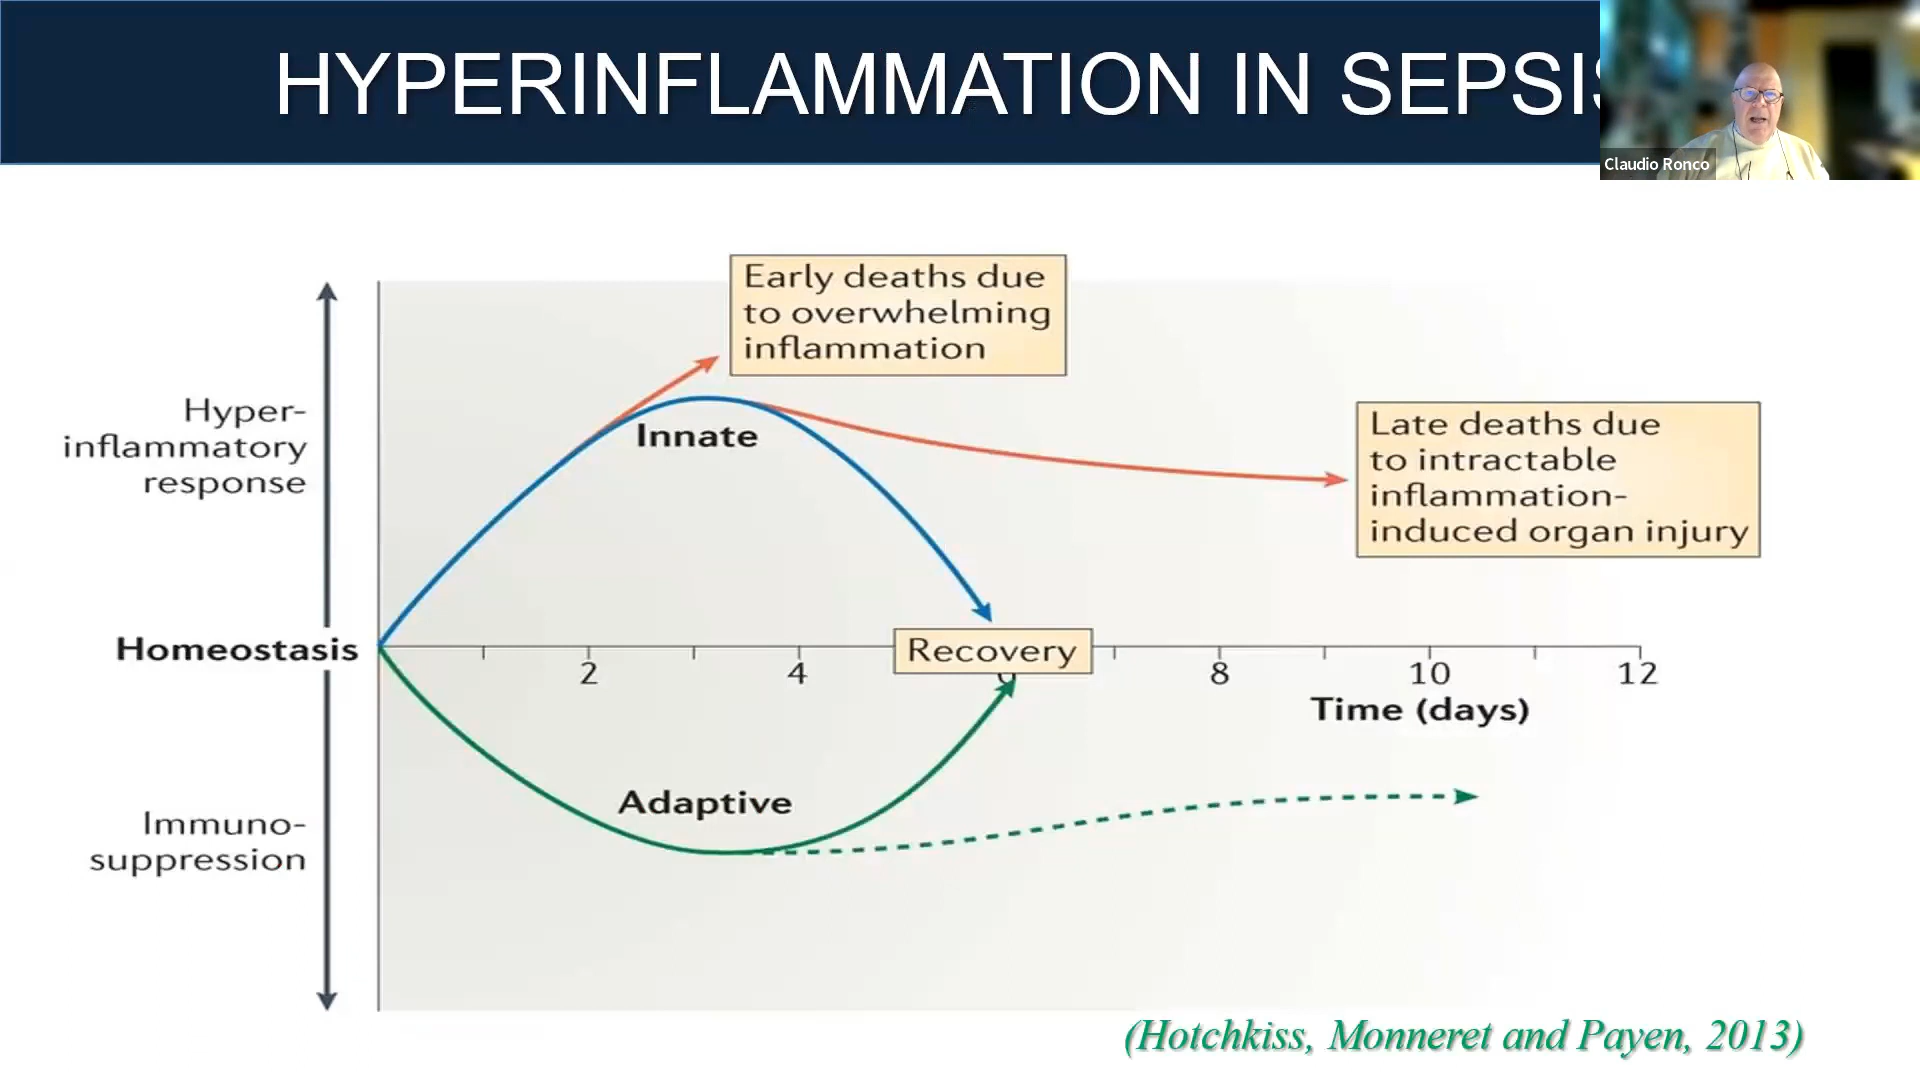 HYPERINFLAMMATION IN SEPSIS
Claudio Ronco
Early deaths due
to overwhelming
inflammation
Hyper-
inflammatory
response
Innate
Late deaths due
to intractable
inflammation-
induced organ injury
Homeostasis
Recovery
2 4 8 10 12
Time (days)
Adaptive
Immuno-
suppression
(Hotchkiss, Monneret and Payen, 2013)